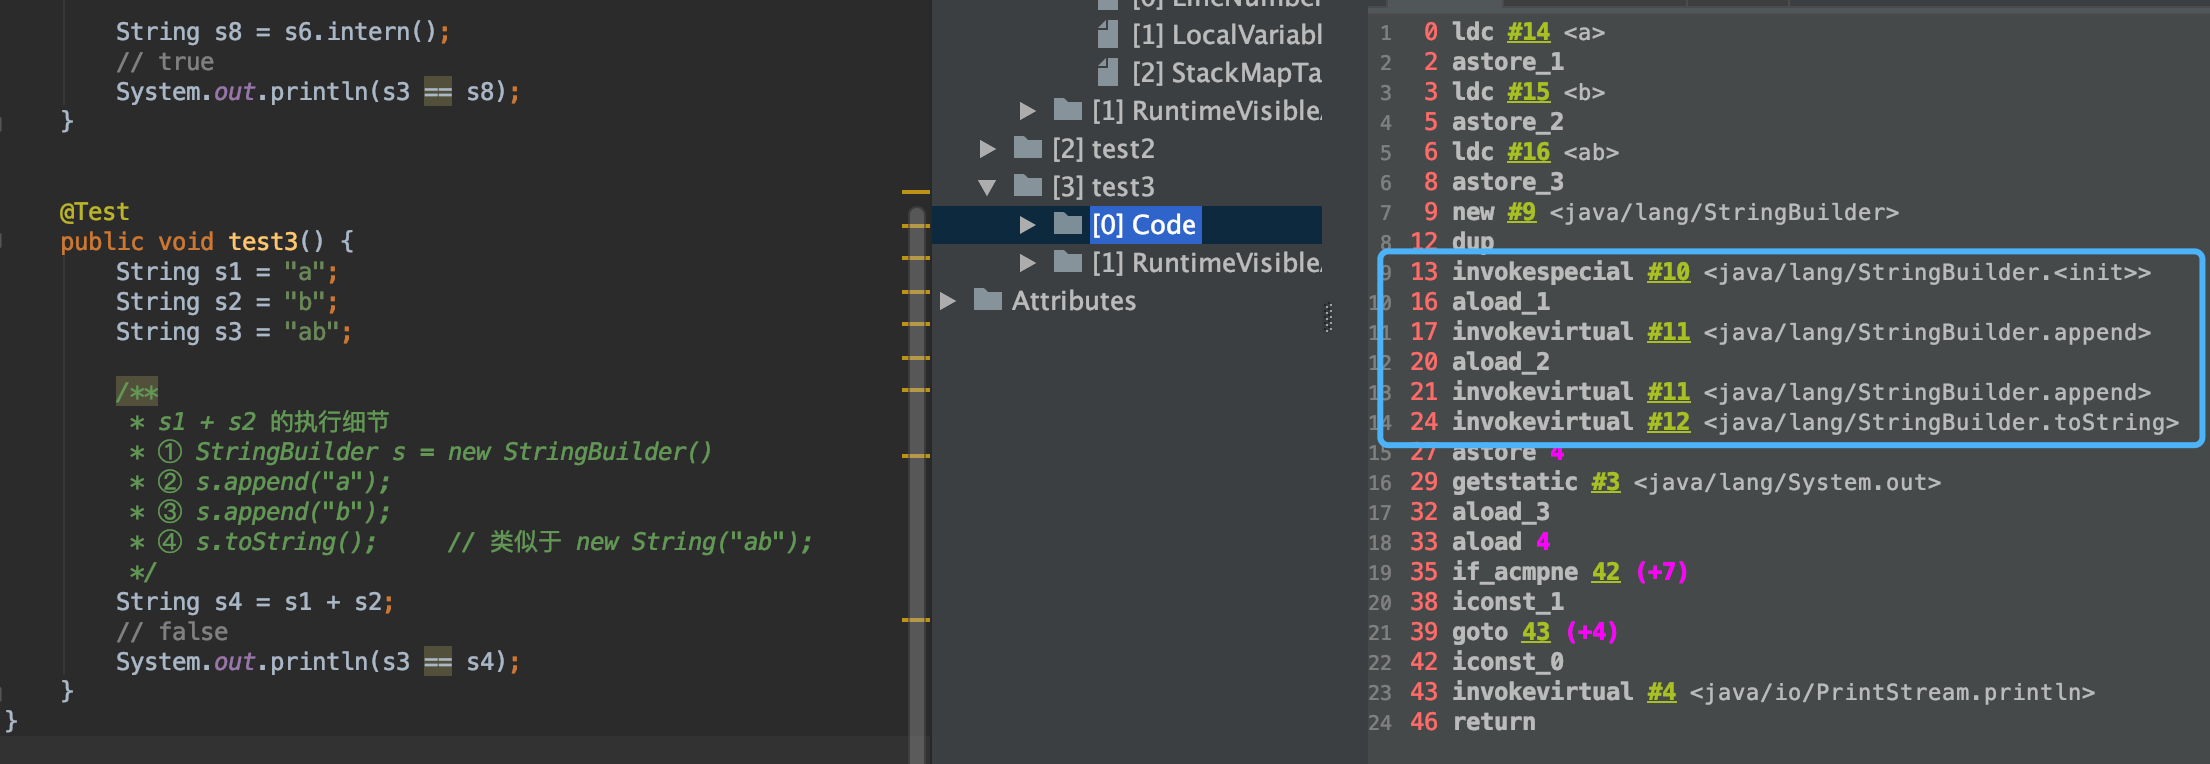 String s8 = s6.intern();
// true
System.out.println(s3 == s8);
}
@Test
public void test3() {
String s1 = "a";
String s2 = "b";
String s3 = "ab";
/**
* s1 + s2 的执行细节
* ① StringBuilder s = new StringBuilder()
* ② s.append("a");
* ③ s.append("b");
* ④ s.toString(); // 类似于 new String("ab");
*/
String s4 = s1 + s2;
// false
System.out.println(s3 == s4);
}
}
[0] LineNumber
[1] LocalVariabl
[2] StackMapTa
[1] RuntimeVisible
[2] test2
[3] test3
[0] Code
[1] RuntimeVisible
Attributes
1 0 ldc #14 <a>
2 2 astore_1
3 3 ldc #15 <b>
4 5 astore_2
5 6 ldc #16 <ab>
6 8 astore_3
7 9 new #9 <java/lang/StringBuilder>
8 12 dup
9 13 invokespecial #10 <java/lang/StringBuilder.<init>>
10 16 aload_1
11 17 invokevirtual #11 <java/lang/StringBuilder.append>
12 20 aload_2
13 21 invokevirtual #11 <java/lang/StringBuilder.append>
14 24 invokevirtual #12 <java/lang/StringBuilder.toString>
15 27 astore 4
16 29 getstatic #3 <java/lang/System.out>
17 32 aload_3
18 33 aload 4
19 35 if_acmpne 42 (+7)
20 38 iconst_1
21 39 goto 43 (+4)
22 42 iconst_0
23 43 invokevirtual #4 <java/io/PrintStream.println>
24 46 return